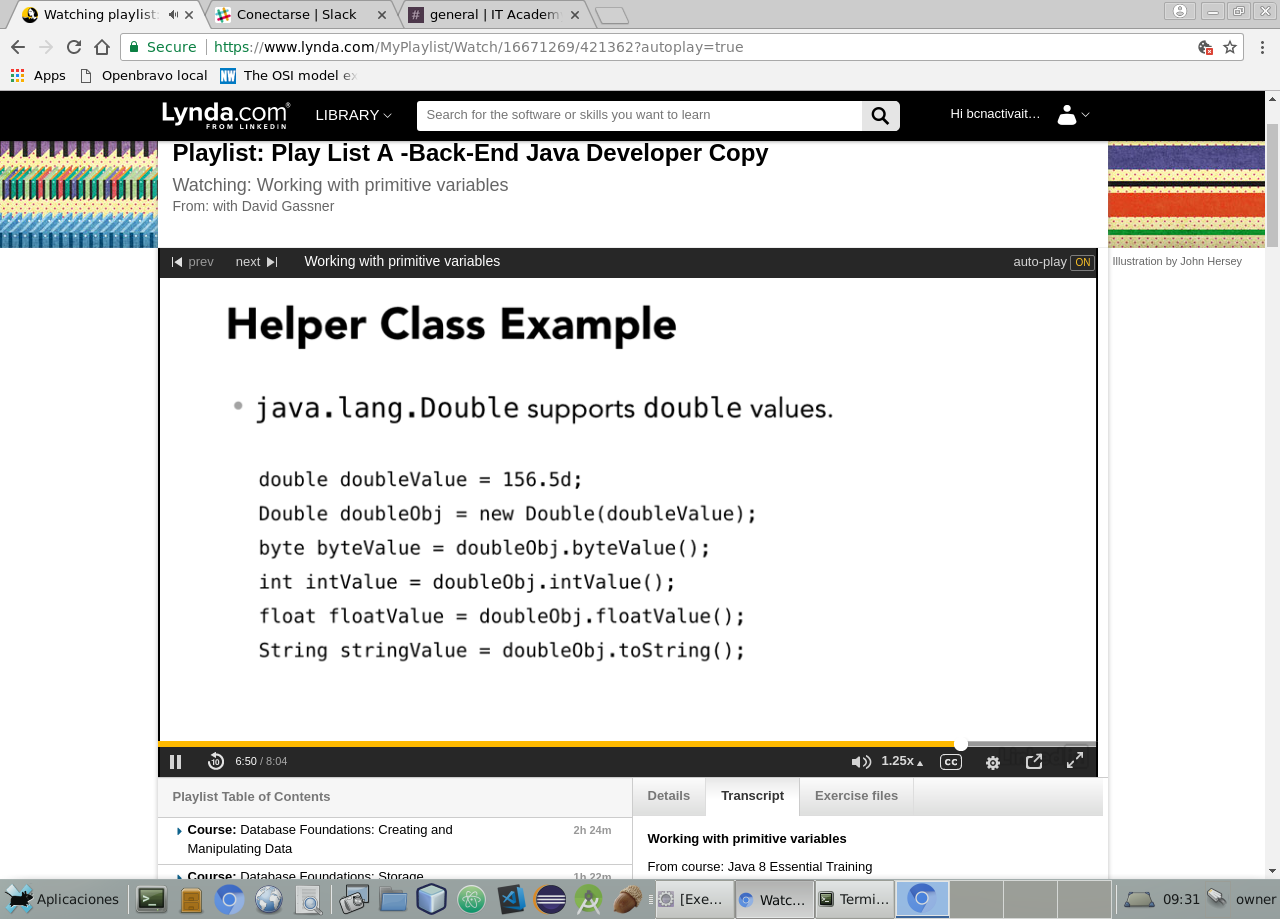 Watching playlist:
Conectarse | Slack
general | IT Academ
Secure
https://www.lynda.com/MyPlaylist/Watch/16671269/421362?autoplay=true
Apps
Openbravo local
NW
The OSI model ex
Lynda.com®
FROM LINKEDIN
LIBRARY
Search for the software or skills you want to learn
Hi bcnactivait…
Playlist: Play List A -Back-End Java Developer Copy
Watching: Working with primitive variables
From: with David Gassner
Illustration by John Hersey
prev
next
Working with primitive variables
auto-play ON
Helper Class Example
• java.lang.Double supports double values.
double doubleValue = 156.5d;
Double doubleObj = new Double(doubleValue);
byte byteValue = doubleObj.byteValue();
int intValue = doubleObj.intValue();
float floatValue = doubleObj.floatValue();
String stringValue = doubleObj.toString();
10
6:50 / 8:04
1.25x
CC
Playlist Table of Contents
Details
Transcript
Exercise files
Course: Database Foundations: Creating and
Manipulating Data
2h 24m
Course: Database Foundations: Storage
1h 22m
Working with primitive variables
From course: Java 8 Essential Training
Aplicaciones
[Exe...
Watc...
Termi...
09:31
owner